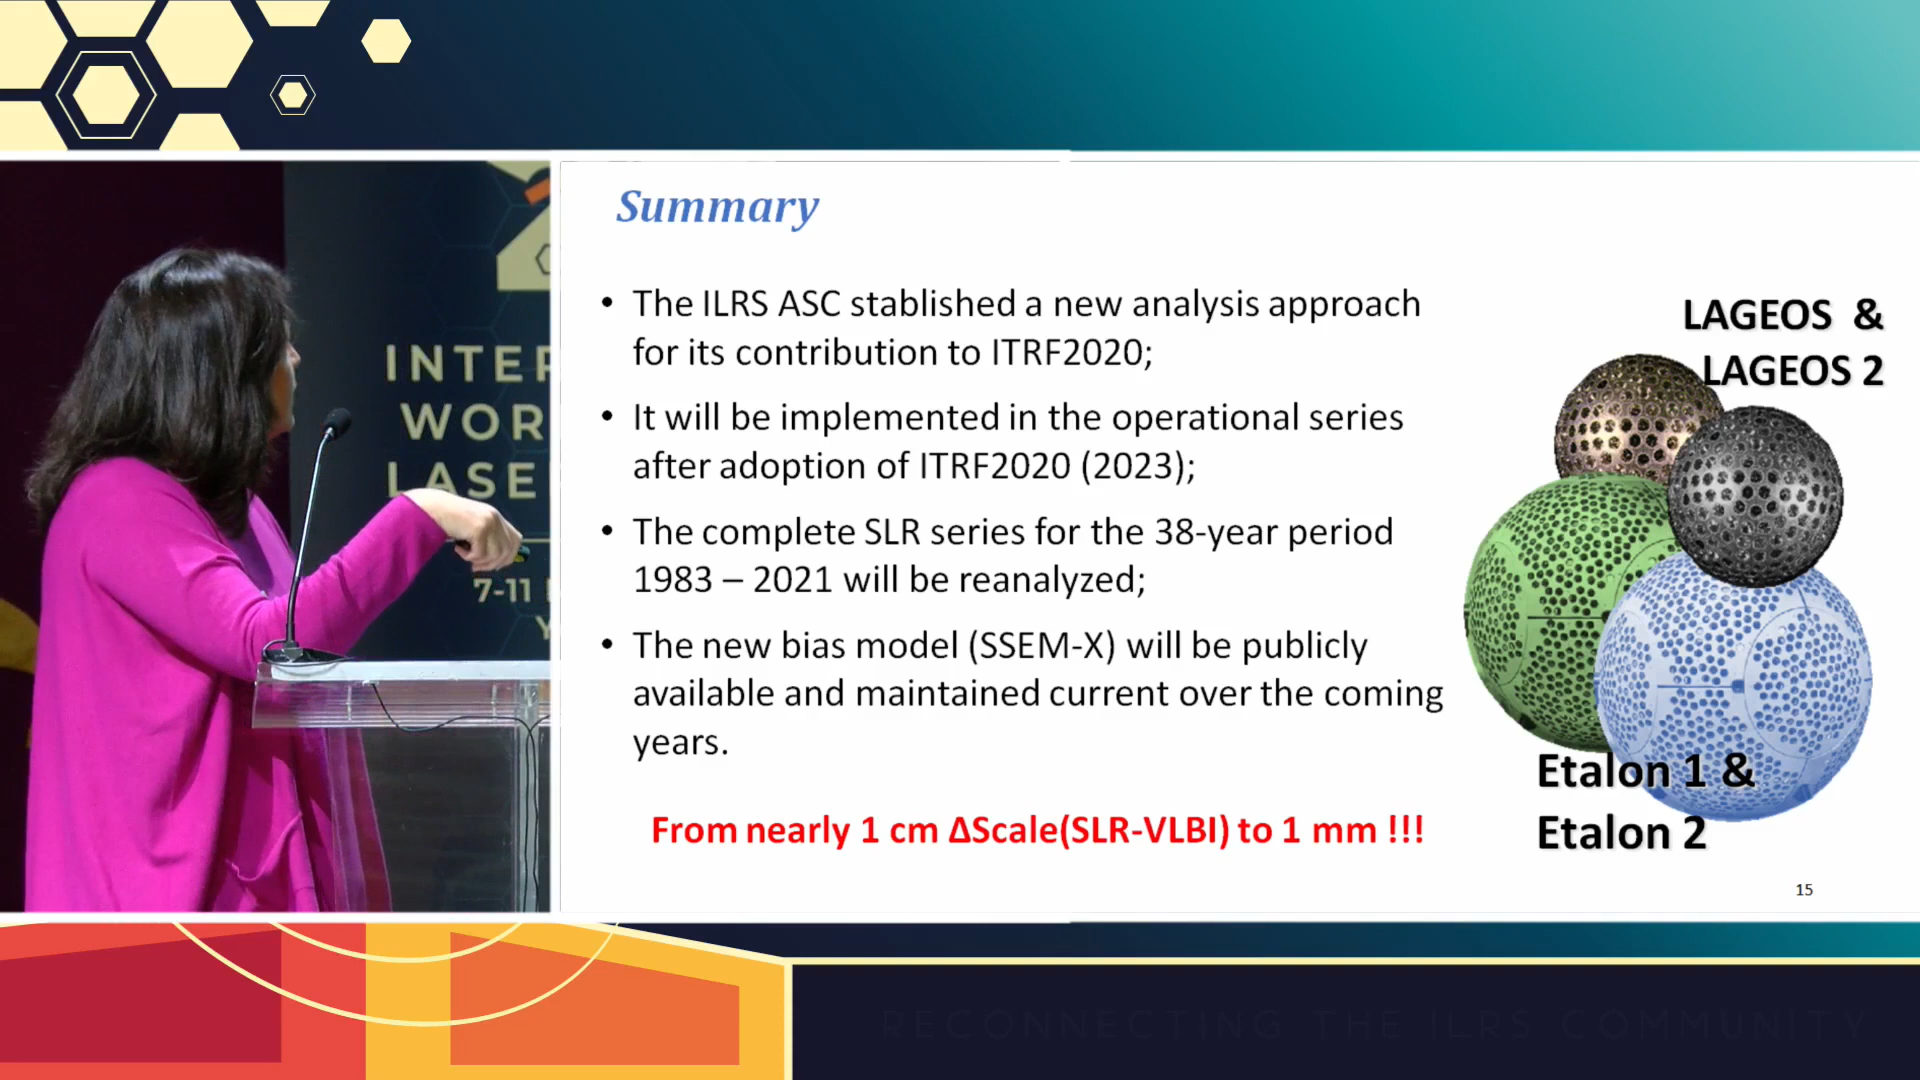 INTER
WOR
LASE
7-11
Y
Summary
• The ILRS ASC stablished a new analysis approach
for its contribution to ITRF2020;
• It will be implemented in the operational series
after adoption of ITRF2020 (2023);
• The complete SLR series for the 38-year period
1983 – 2021 will be reanalyzed;
• The new bias model (SSEM-X) will be publicly
available and maintained current over the coming
years.
From nearly 1 cm ΔScale(SLR-VLBI) to 1 mm !!!
LAGEOS &
LAGEOS 2
Etalon 1 &
Etalon 2
15
RECONNECTING THE ILRS COMMUNITY